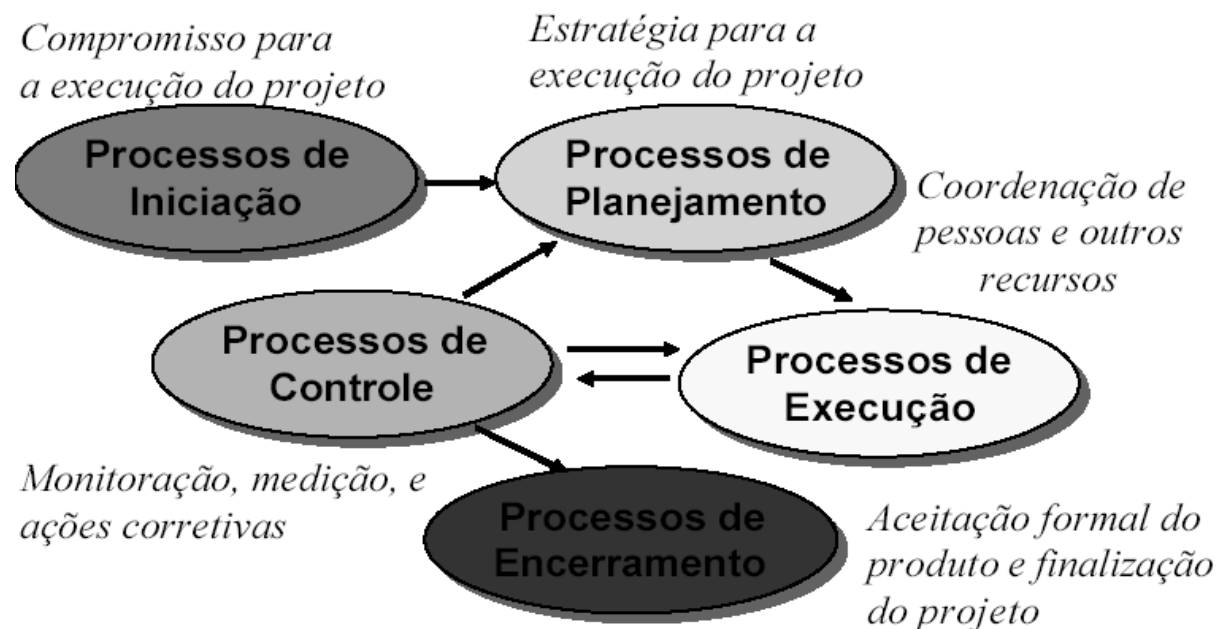 Compromisso para
a execução do projeto
Estratégia para a
execução do projeto
Processos de
Iniciação
Processos de
Planejamento
Coordenação de
pessoas e outros
recursos
Processos de
Controle
Processos de
Execução
Monitoração, medição, e
ações corretivas
Processos de
Encerramento
Aceitação formal do
produto e finalização
do projeto